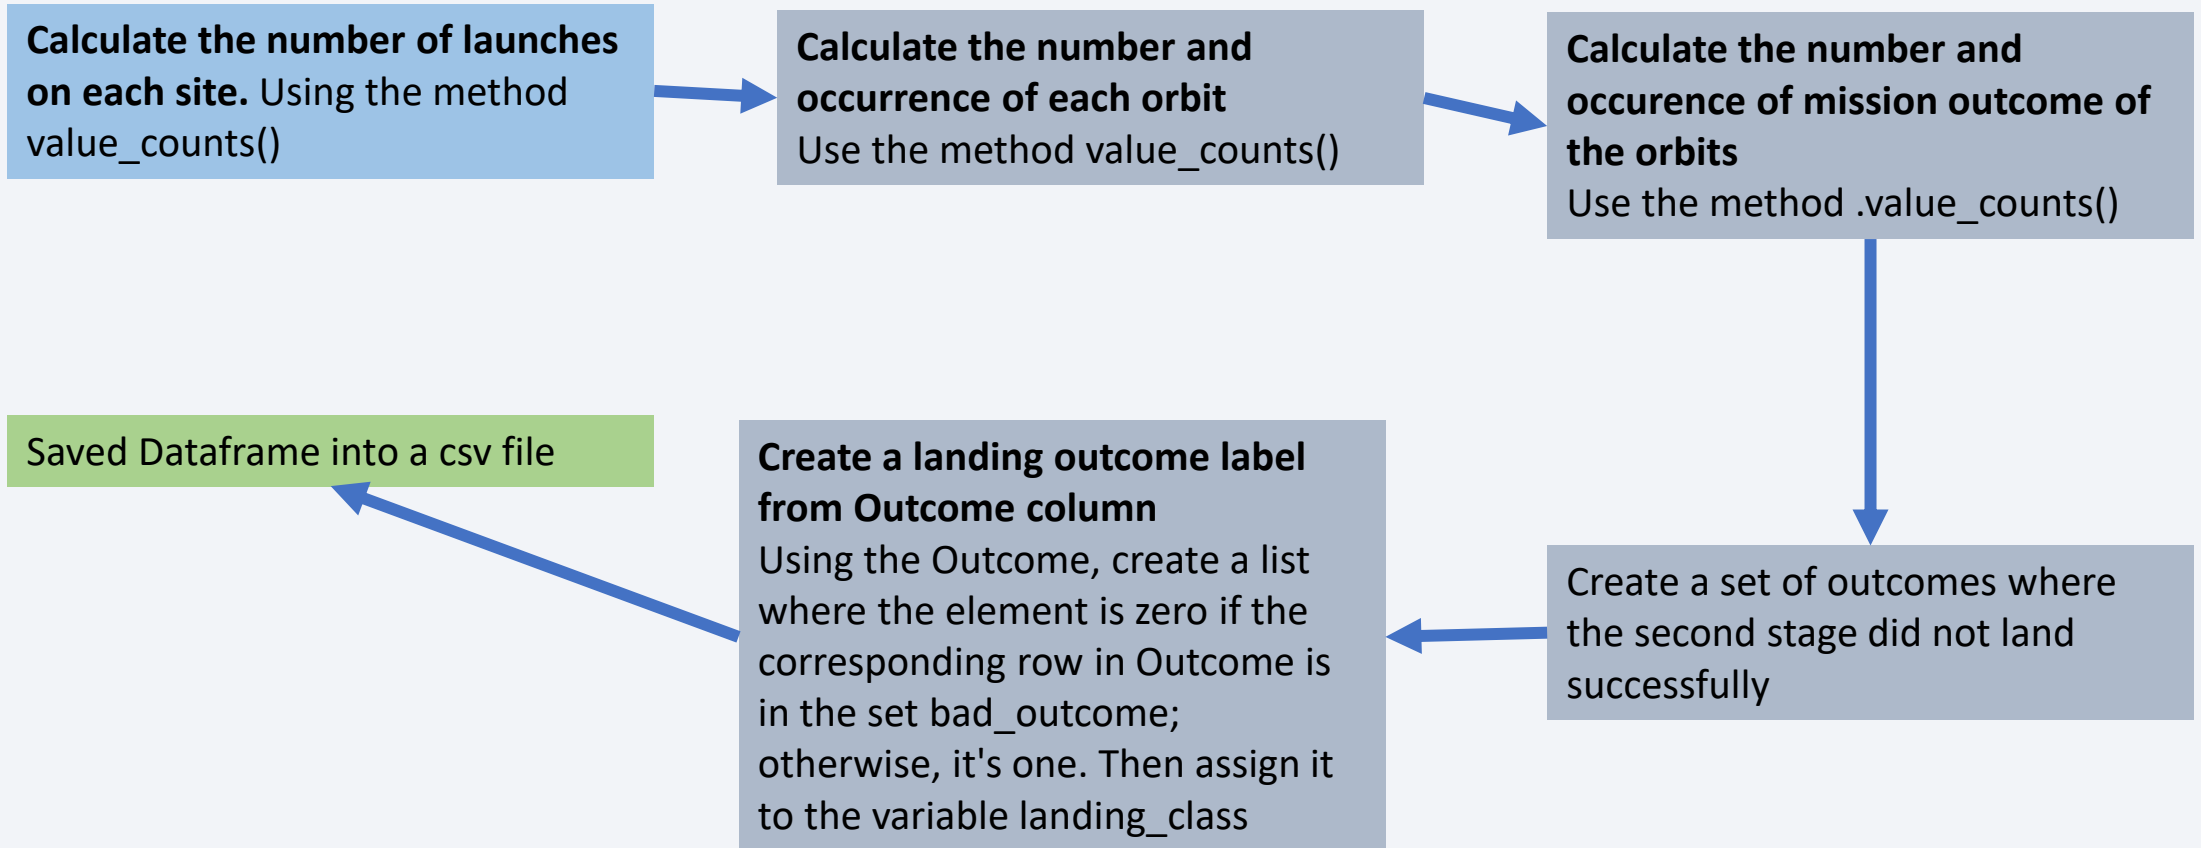 Calculate the number of launches
on each site. Using the method
value_counts()
Calculate the number and
occurrence of each orbit
Use the method value_counts()
Calculate the number and
occurence of mission outcome of
the orbits
Use the method .value_counts()
Create a set of outcomes where
the second stage did not land
successfully
Create a landing outcome label
from Outcome column
Using the Outcome, create a list
where the element is zero if the
corresponding row in Outcome is
in the set bad_outcome;
otherwise, it's one. Then assign it
to the variable landing_class
Saved Dataframe into a csv file